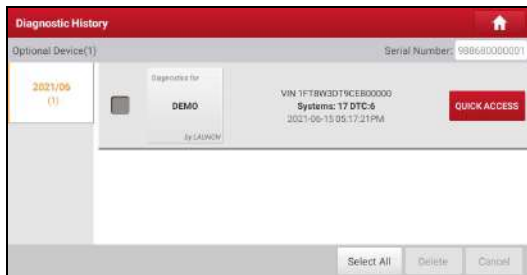 Diagnostic History
Optional Device(1)
Serial Number: 988680000001
2021/06
(1)
Diagnostics for
DEMO
by LAUNCH
VIN 1FT8W3DT9CEB00000
Systems: 17 DTC:6
2021-06-15 05:17:21PM
QUICK ACCESS
Select All
Delete
Cancel